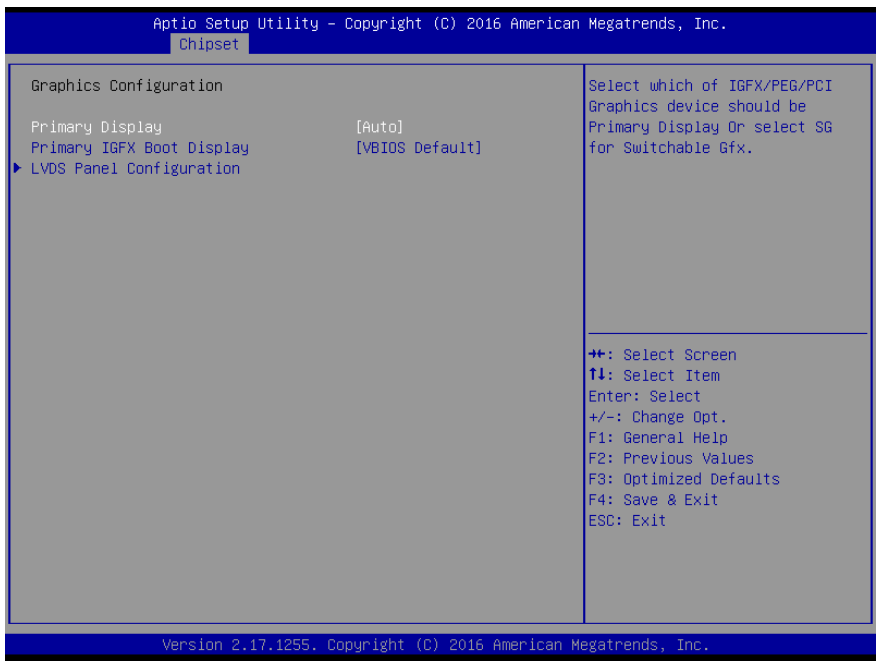 Aptio Setup Utility – Copyright (C) 2016 American Megatrends, Inc.
Chipset
Graphics Configuration
Primary Display [Auto]
Primary IGFX Boot Display [VBIOS Default]
▶ LVDS Panel Configuration
Select which of IGFX/PEG/PCI
Graphics device should be
Primary Display Or select SG
for Switchable Gfx.
→←: Select Screen
↑↓: Select Item
Enter: Select
+/-: Change Opt.
F1: General Help
F2: Previous Values
F3: Optimized Defaults
F4: Save & Exit
ESC: Exit
Version 2.17.1255. Copyright (C) 2016 American Megatrends, Inc.